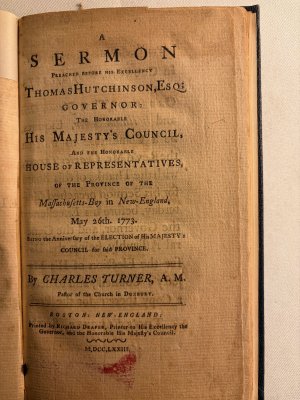 A
SERMON
PREACHED BEFORE HIS EXCELLENCY
THOMAS HUTCHINSON, ESQ;
GOVERNOR:
THE HONORABLE
HIS MAJESTY'S COUNCIL,
AND THE HONORABLE
HOUSE OF REPRESENTATIVES,
OF THE PROVINCE OF THE
Massachusetts-Bay in New-England,
MAY 26th. 1773.
BEING the Anniversary of the ELECTION of HIS MAJESTY'S
COUNCIL for said PROVINCE.
By CHARLES TURNER, A. M.
Pastor of the Church in DUXBURY.
BOSTON: NEW-ENGLAND:
Printed by RICHARD DRAPER, Printer to His Excellency the
Governor, and the Honorable His Majesty's Council.
M,DCC,LXXIII.